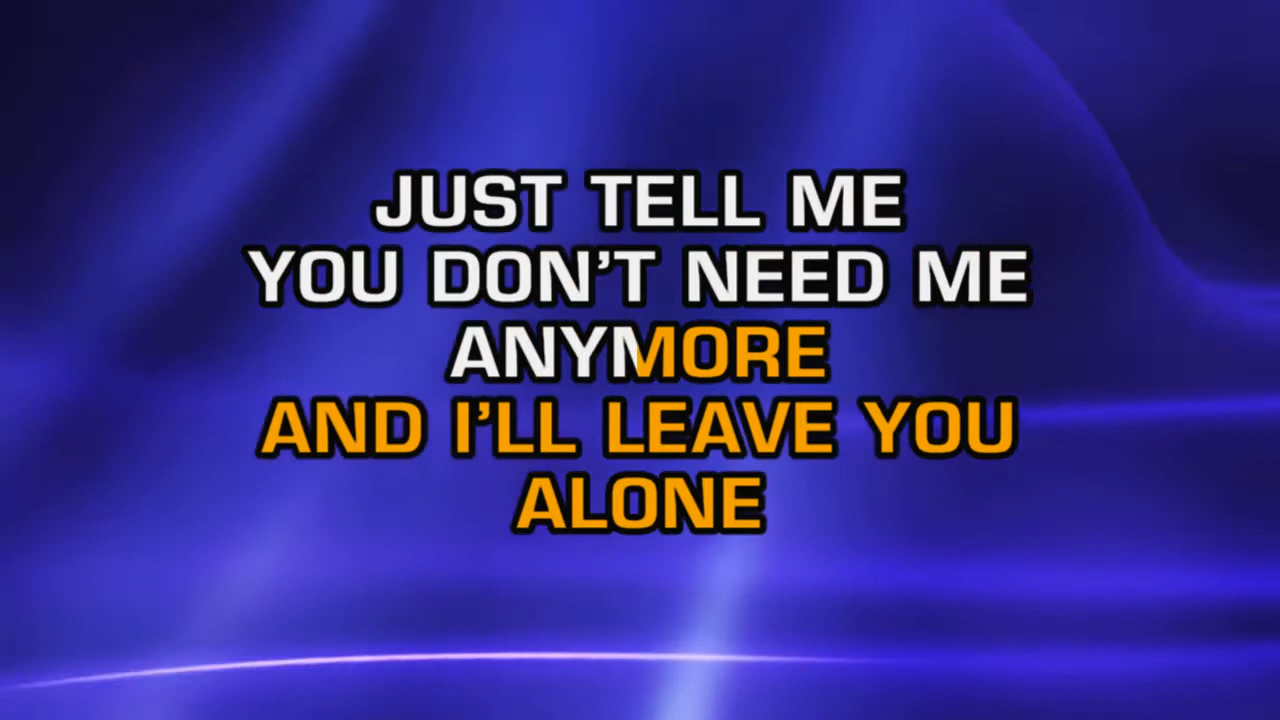 JUST TELL ME
YOU DON’T NEED ME
ANYMORE
AND I’LL LEAVE YOU
ALONE